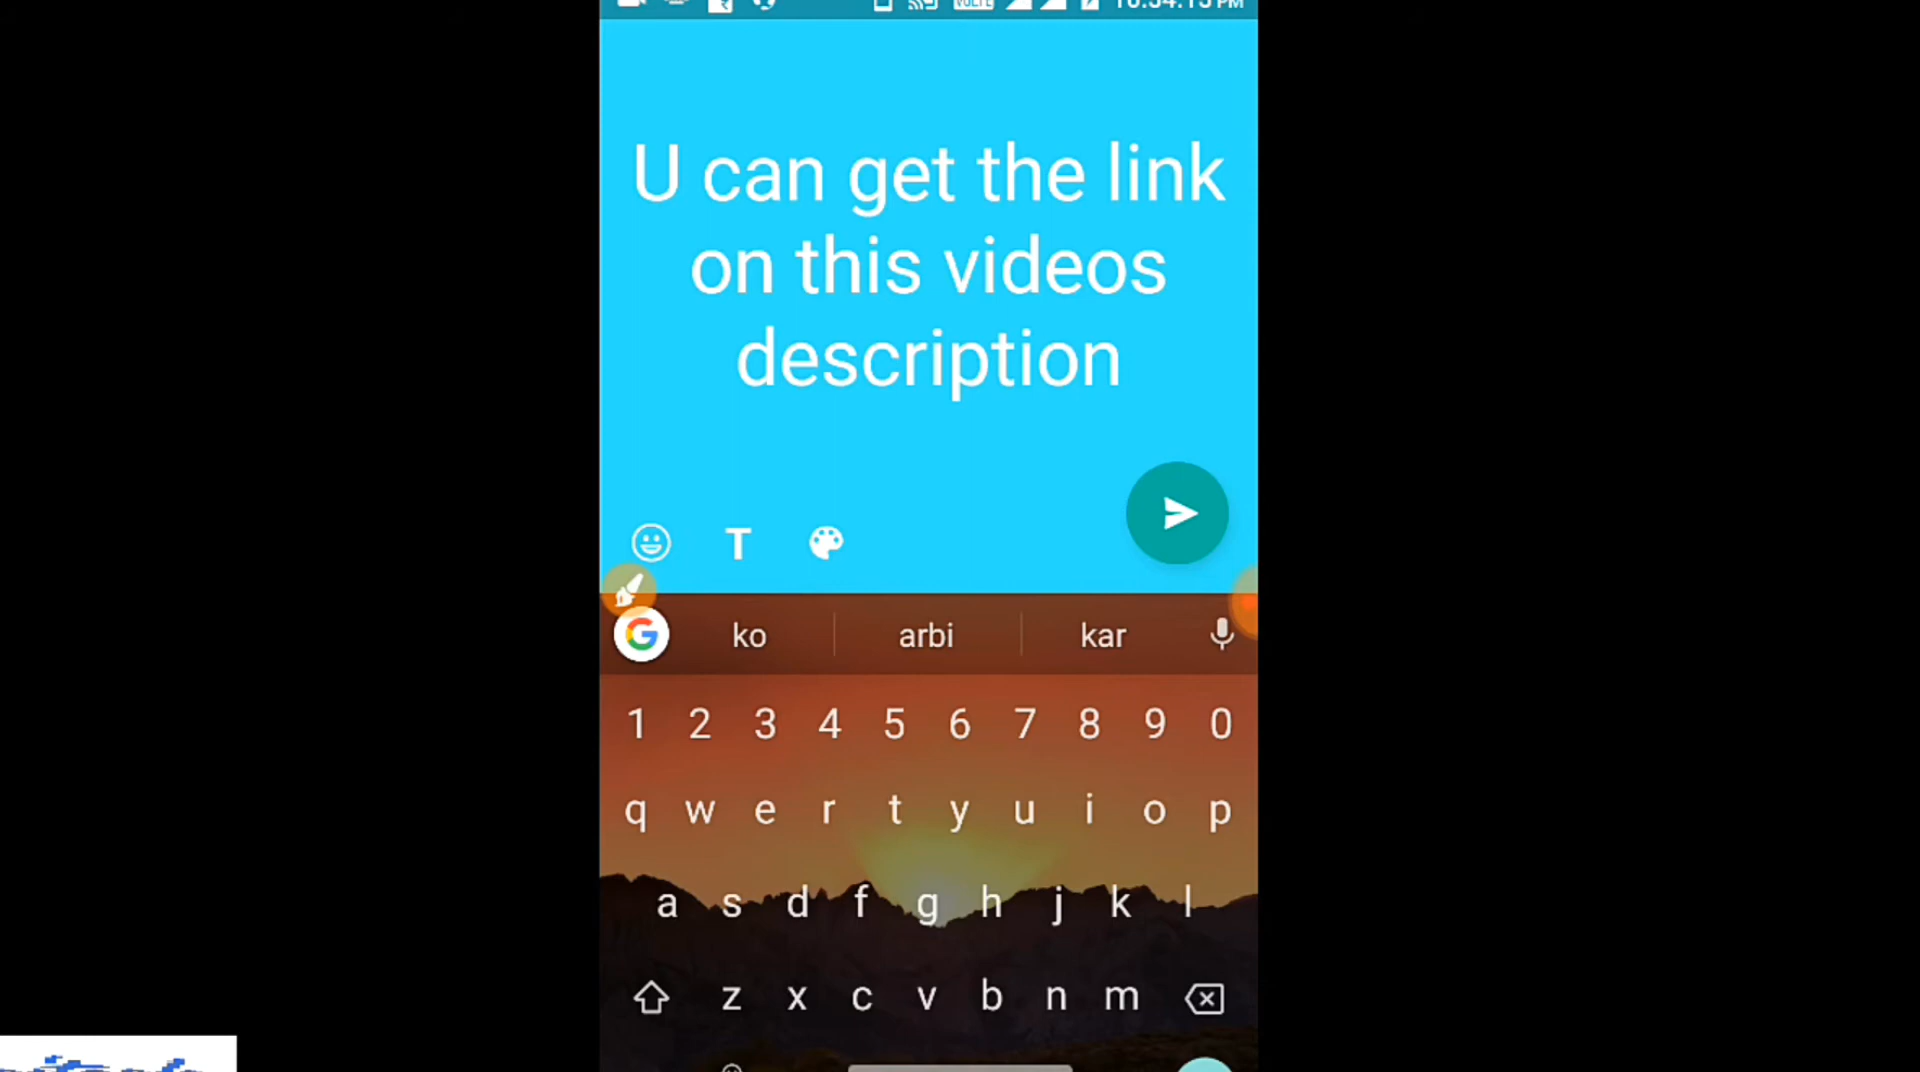 U can get the link
on this videos
description
T
ko arbi kar
1 2 3 4 5 6 7 8 9 0
q w e r t y u i o p
a s d f g h j k l
z x c v b n m